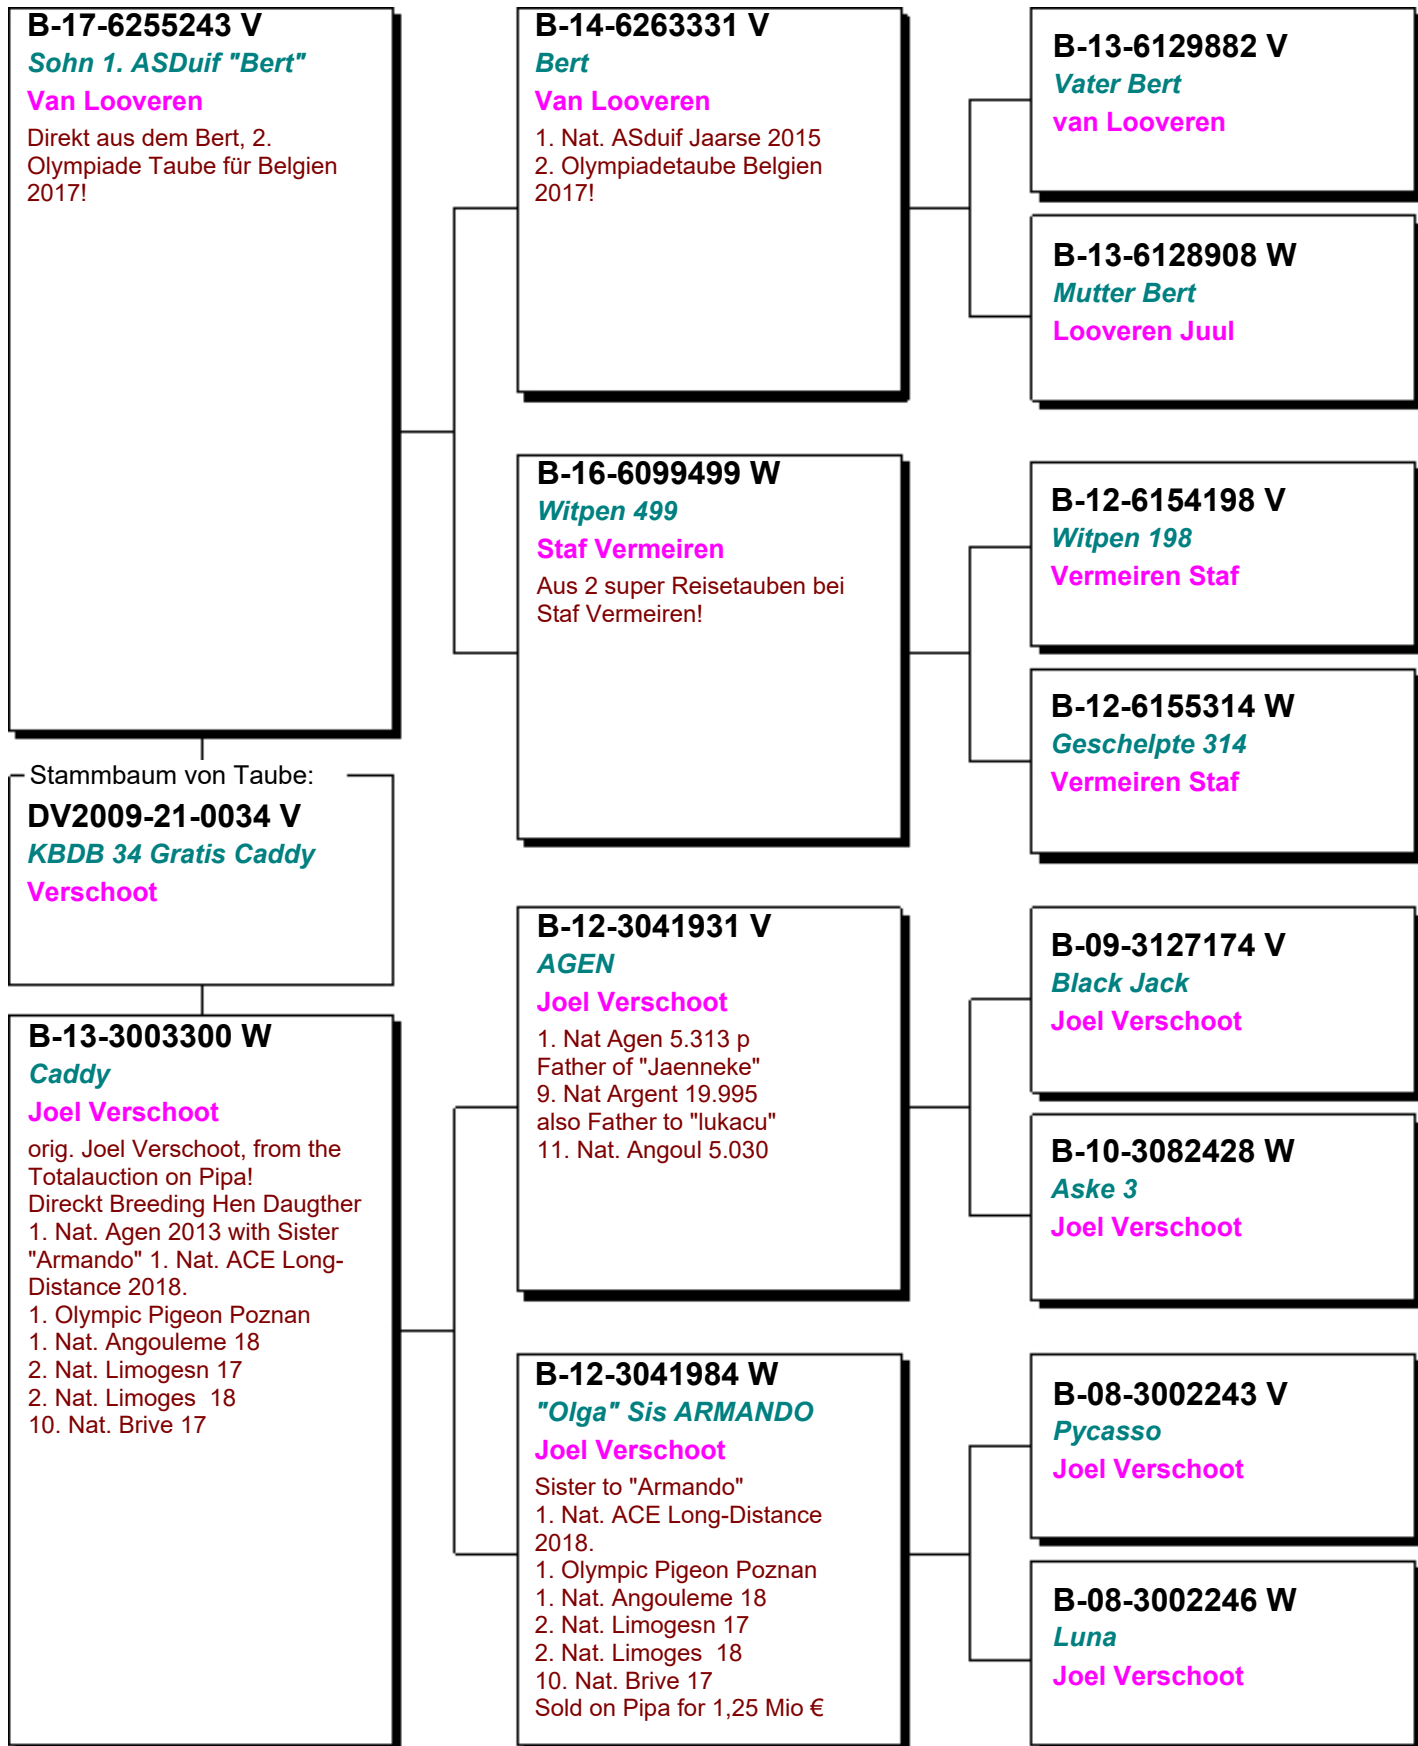 B-17-6255243 V
Sohn 1. ASDuif "Bert"
Van Looveren
Direkt aus dem Bert, 2.
Olympiade Taube für Belgien
2017!
Stammbaum von Taube:
DV2009-21-0034 V
KBDB 34 Gratis Caddy
Verschoot
B-13-3003300 W
Caddy
Joel Verschoot
orig. Joel Verschoot, from the
Totalauction on Pipa!
Direckt Breeding Hen Daugther
1. Nat. Agen 2013 with Sister
"Armando" 1. Nat. ACE Long-
Distance 2018.
1. Olympic Pigeon Poznan
1. Nat. Angouleme 18
2. Nat. Limogesn 17
2. Nat. Limoges  18
10. Nat. Brive 17
B-14-6263331 V
Bert
Van Looveren
1. Nat. ASduif Jaarse 2015
2. Olympiadetaube Belgien
2017!
B-16-6099499 W
Witpen 499
Staf Vermeiren
Aus 2 super Reisetauben bei
Staf Vermeiren!
B-12-3041931 V
AGEN
Joel Verschoot
1. Nat Agen 5.313 p
Father of "Jaenneke"
9. Nat Argent 19.995
also Father to "lukacu"
11. Nat. Angoul 5.030
B-12-3041984 W
"Olga" Sis ARMANDO
Joel Verschoot
Sister to "Armando"
1. Nat. ACE Long-Distance
2018.
1. Olympic Pigeon Poznan
1. Nat. Angouleme 18
2. Nat. Limogesn 17
2. Nat. Limoges  18
10. Nat. Brive 17
Sold on Pipa for 1,25 Mio €
B-13-6129882 V
Vater Bert
van Looveren
B-13-6128908 W
Mutter Bert
Looveren Juul
B-12-6154198 V
Witpen 198
Vermeiren Staf
B-12-6155314 W
Geschelpte 314
Vermeiren Staf
B-09-3127174 V
Black Jack
Joel Verschoot
B-10-3082428 W
Aske 3
Joel Verschoot
B-08-3002243 V
Pycasso
Joel Verschoot
B-08-3002246 W
Luna
Joel Verschoot